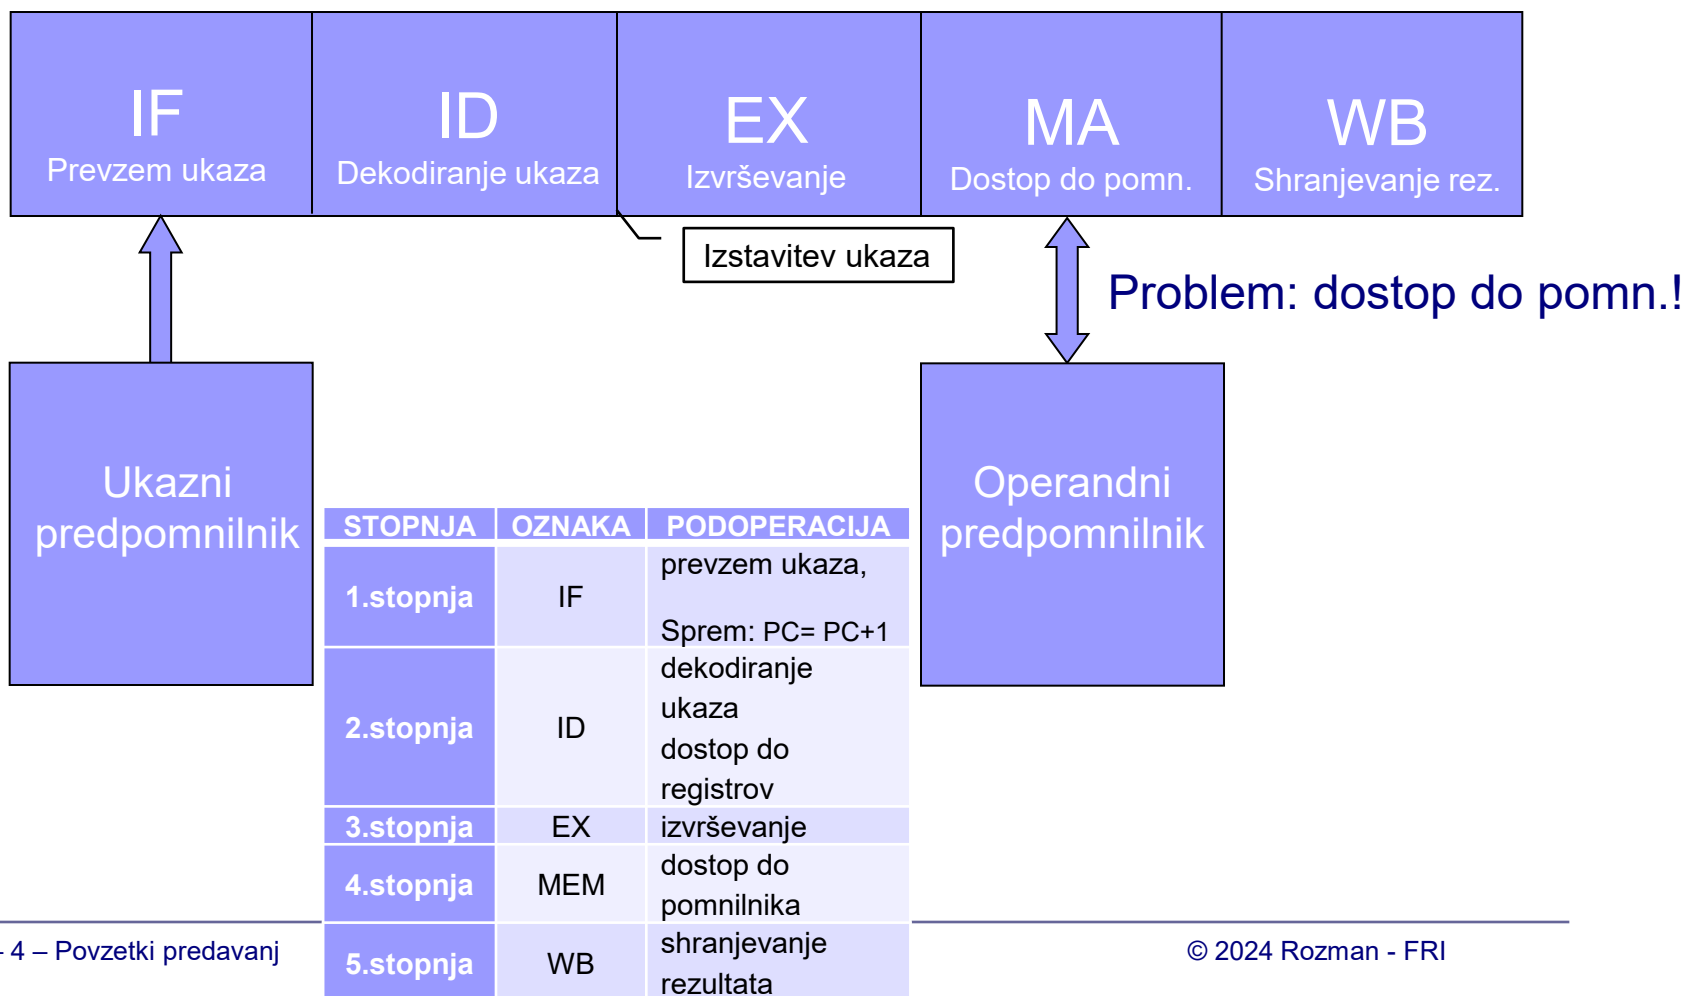 IF
Prevzem ukaza
ID
Dekodiranje ukaza
EX
Izvrševanje
MA
Dostop do pomn.
WB
Shranjevanje rez.
Izstavitev ukaza
Problem: dostop do pomn.!
Ukazni
predpomnilnik
Operandni
predpomnilnik
STOPNJA OZNAKA PODOPERACIJA
1.stopnja IF prevzem ukaza,
Sprem: PC= PC+1
2.stopnja ID dekodiranje
ukaza
dostop do
registrov
3.stopnja EX izvrševanje
4.stopnja MEM dostop do
pomnilnika
5.stopnja WB shranjevanje
rezultata
- 4 – Povzetki predavanj
© 2024 Rozman - FRI